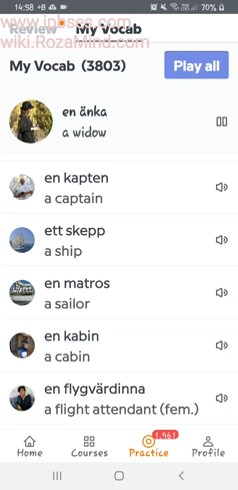 14:58 +B 70%
www.inbses.com
Review My Vocab
wiki.RozaMind.com
My Vocab (3803) Play all
en änka
a widow
en kapten
a captain
ett skepp
a ship
en matros
a sailor
en kabin
a cabin
en flygvärdinna
a flight attendant (fem.)
1,961
Home Courses Practice Profile